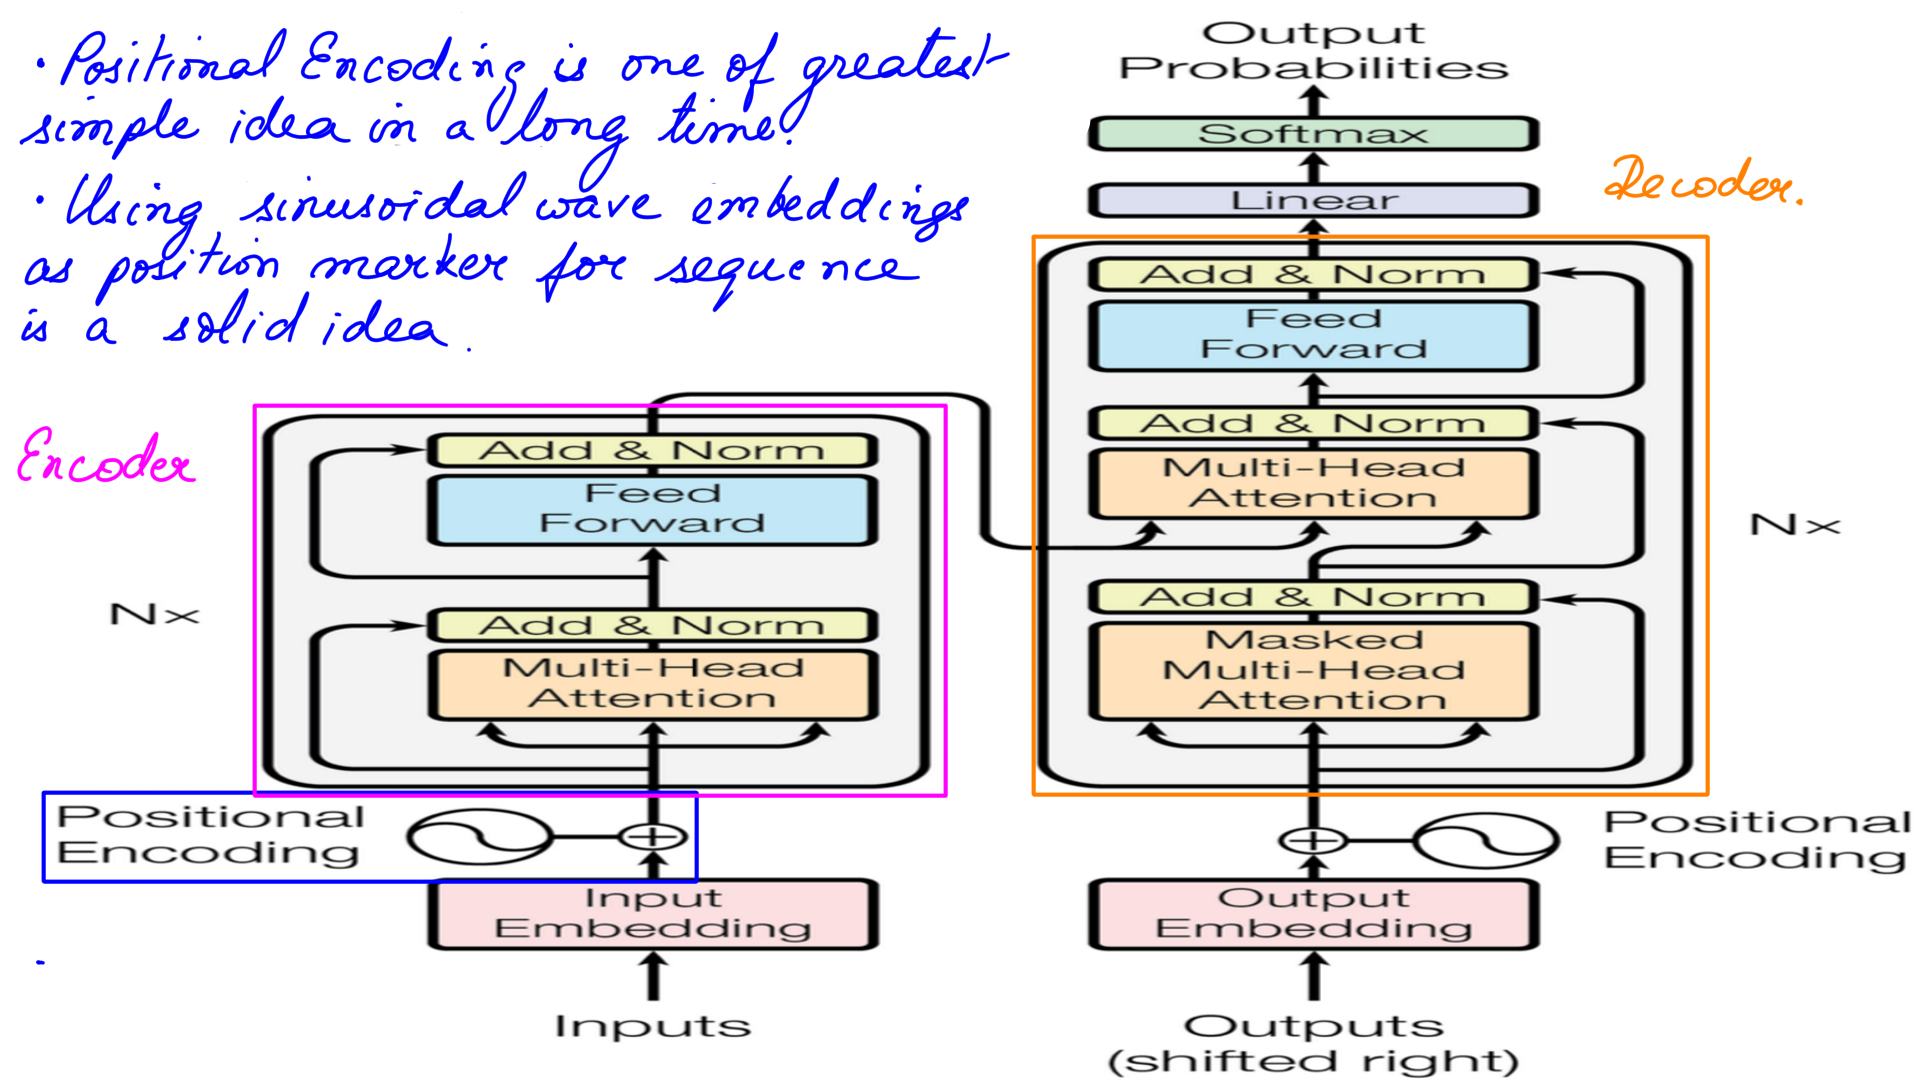 · Positional Encoding is one of greatest
simple idea in a long time!
· Using sinusoidal wave embeddings
as position marker for sequence
is a solid idea.
Encoder
Add & Norm
Feed
Forward
Nx
Add & Norm
Multi-Head
Attention
Positional
Encoding
Input
Embedding
Inputs
Output
Probabilities
Softmax
Linear
Decoder.
Add & Norm
Feed
Forward
Add & Norm
Multi-Head
Attention
Nx
Add & Norm
Masked
Multi-Head
Attention
Positional
Encoding
Output
Embedding
Outputs
(shifted right)